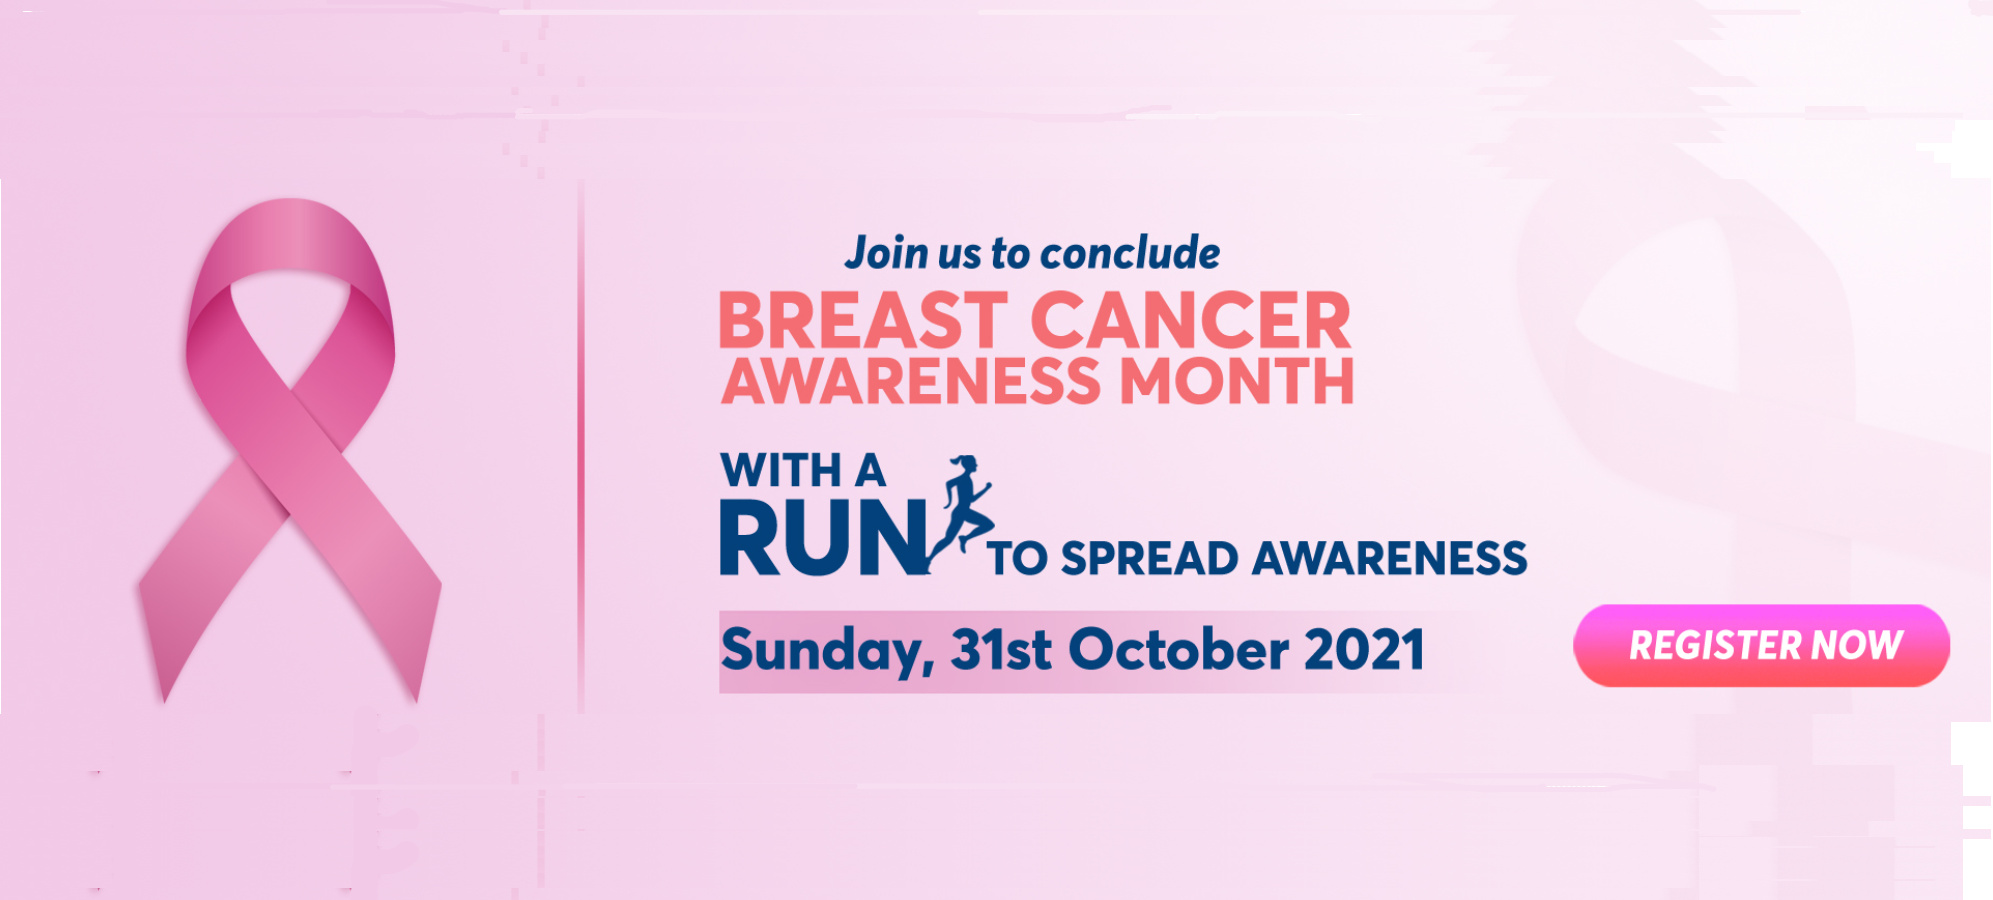 Join us to conclude
BREAST CANCER
AWARENESS MONTH
WITH A
RUN TO SPREAD AWARENESS
Sunday, 31st October 2021
REGISTER NOW